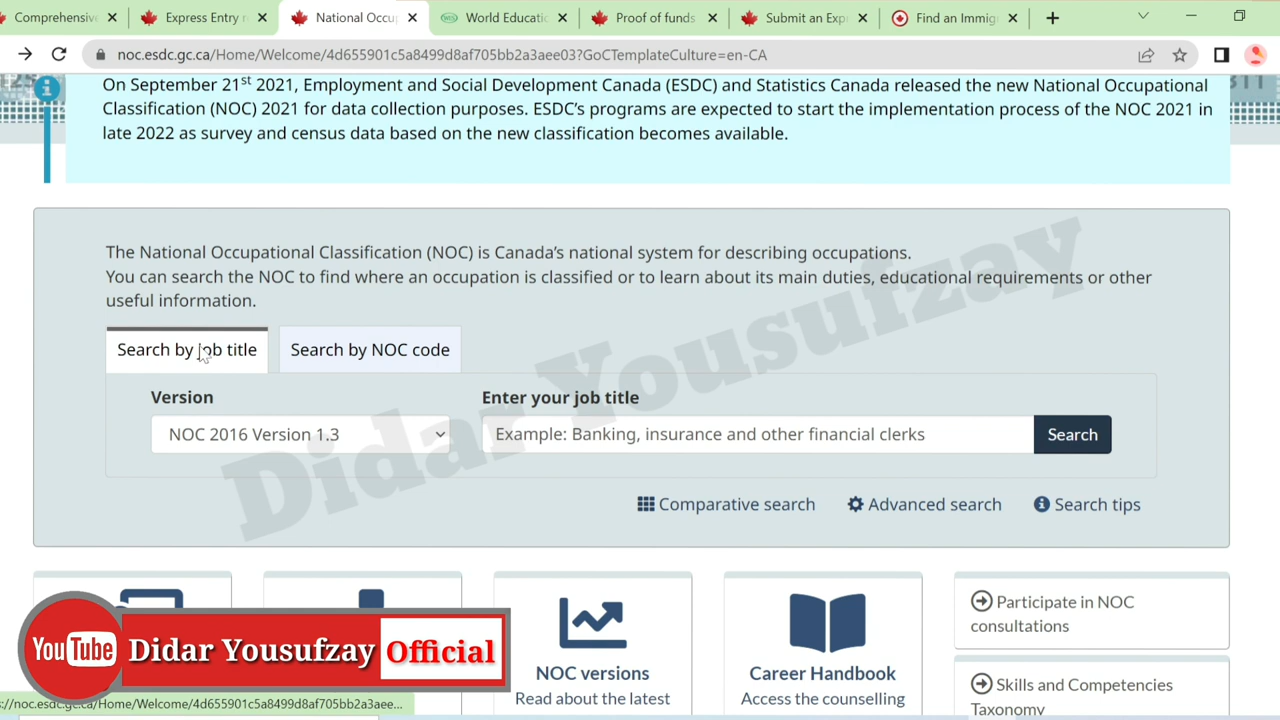 Comprehensive
Express Entry
National Occu
World Educati
Proof of funds
Submit an Exp
Find an Immig
noc.esdc.gc.ca/Home/Welcome/4d655901c5a8499d8af705bb2a3aee03?GoCTemplateCulture=en-CA
On September 21st 2021, Employment and Social Development Canada (ESDC) and Statistics Canada released the new National Occupational
Classification (NOC) 2021 for data collection purposes. ESDC's programs are expected to start the implementation process of the NOC 2021 in
late 2022 as survey and census data based on the new classification becomes available.
The National Occupational Classification (NOC) is Canada's national system for describing occupations.
You can search the NOC to find where an occupation is classified or to learn about its main duties, educational requirements or other
useful information.
Search by job title
Search by NOC code
Version
Enter your job title
NOC 2016 Version 1.3
Example: Banking, insurance and other financial clerks
Search
Didar Yousufzay
Comparative search
Advanced search
Search tips
NOC versions
Read about the latest
Career Handbook
Access the counselling
Participate in NOC
consultations
Skills and Competencies
Taxonomy
YouTube
Didar Yousufzay Official
s://noc.esdc.gc.ca/Home/Welcome/4d655901c5a8499d8af705bb2a3aee...